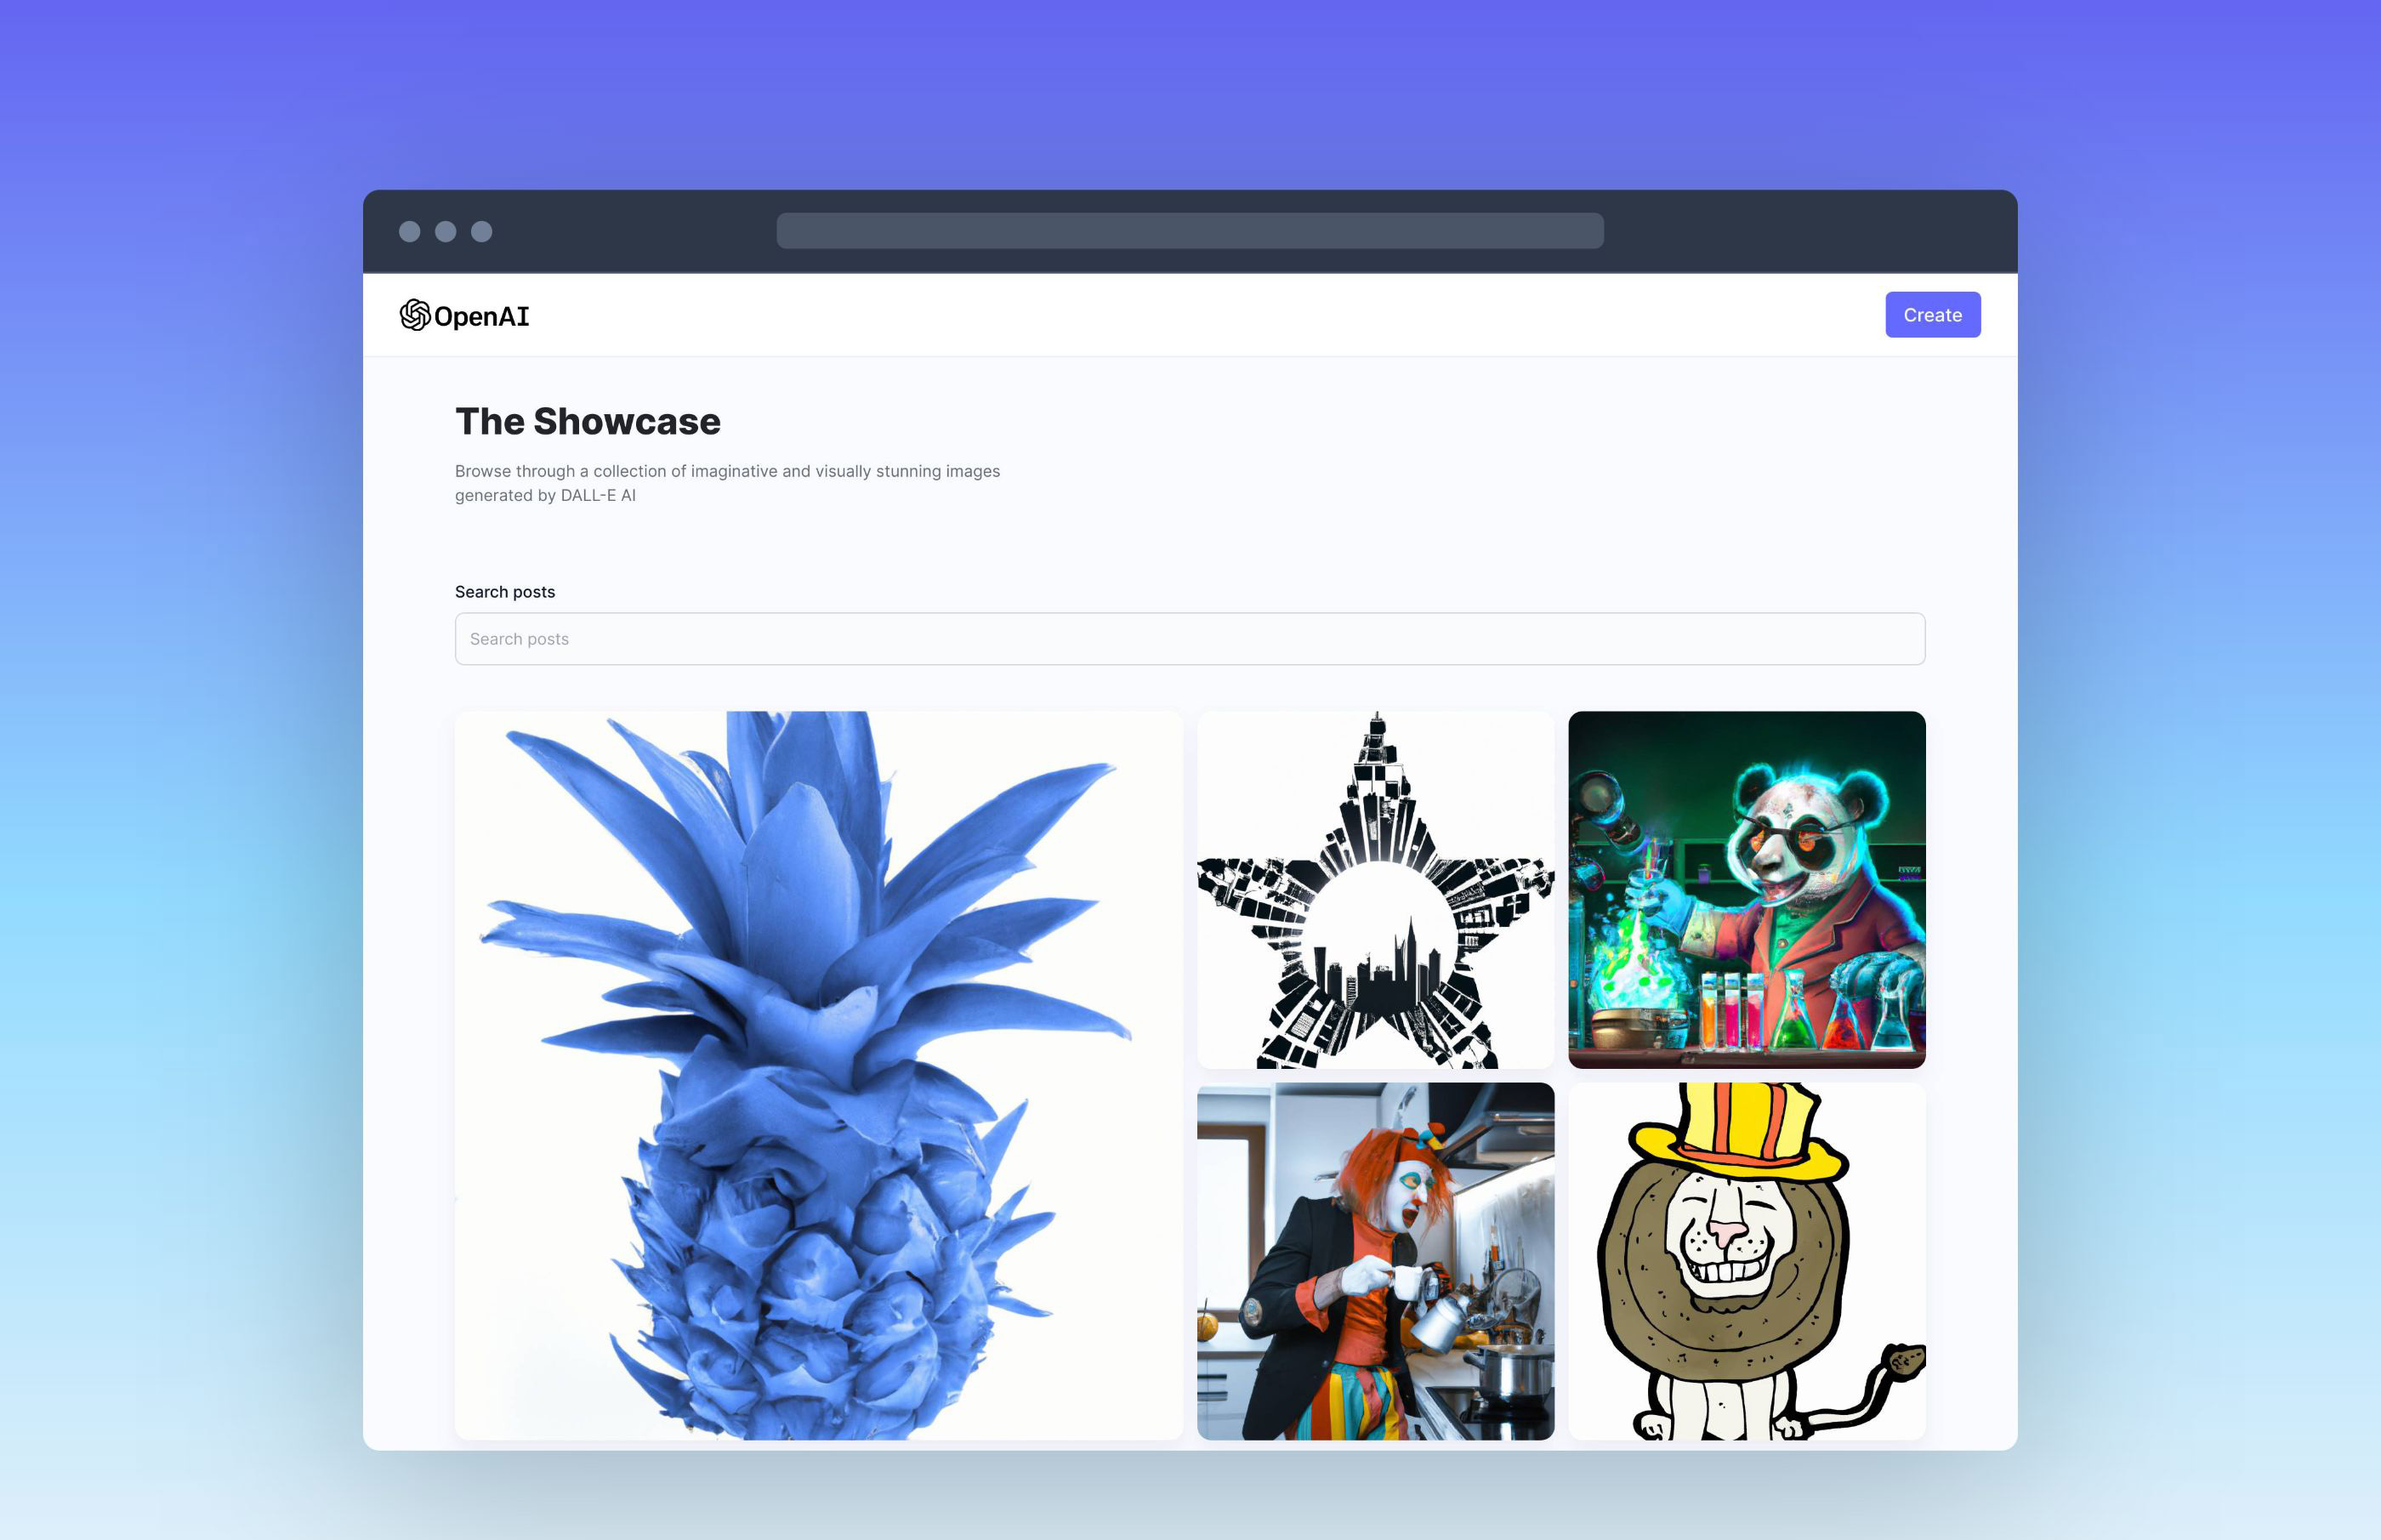 OpenAI
Create
The Showcase
Browse through a collection of imaginative and visually stunning images
generated by DALL-E AI
Search posts
Search posts